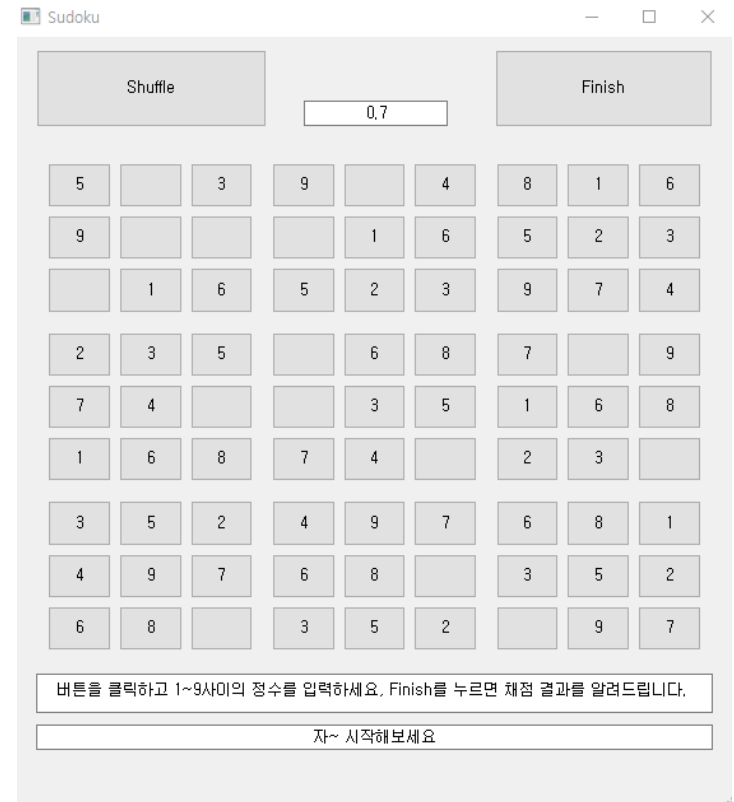 Sudoku
Shuffle
Finish
0.7
5 3 9 4 8 1 6
9 1 6 5 2 3
1 6 5 2 3 9 7 4
2 3 5 6 8 7 9
7 4 3 5 1 6 8
1 6 8 7 4 2 3
3 5 2 4 9 7 6 8 1
4 9 7 6 8 3 5 2
6 8 3 5 2 9 7
버튼을 클릭하고 1~9사이의 정수를 입력하세요. Finish를 누르면 채점 결과를 알려드립니다.
자~ 시작해보세요